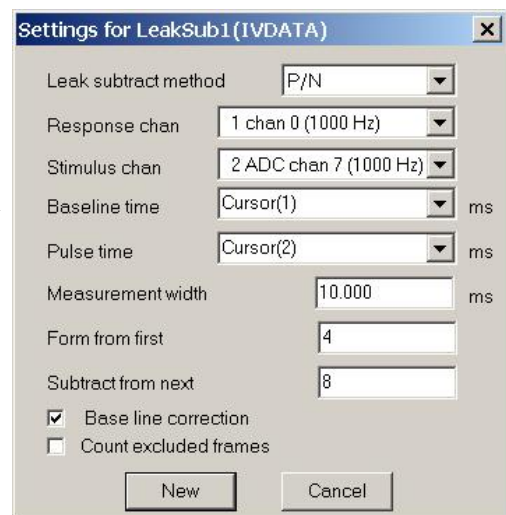 Settings for LeakSub1(IVDATA)
Leak subtract method P/N
Response chan 1 chan 0 (1000 Hz)
Stimulus chan 2 ADC chan 7 (1000 Hz)
Baseline time Cursor(1) ms
Pulse time Cursor(2) ms
Measurement width 10.000 ms
Form from first 4
Subtract from next 8
Base line correction
Count excluded frames
New Cancel